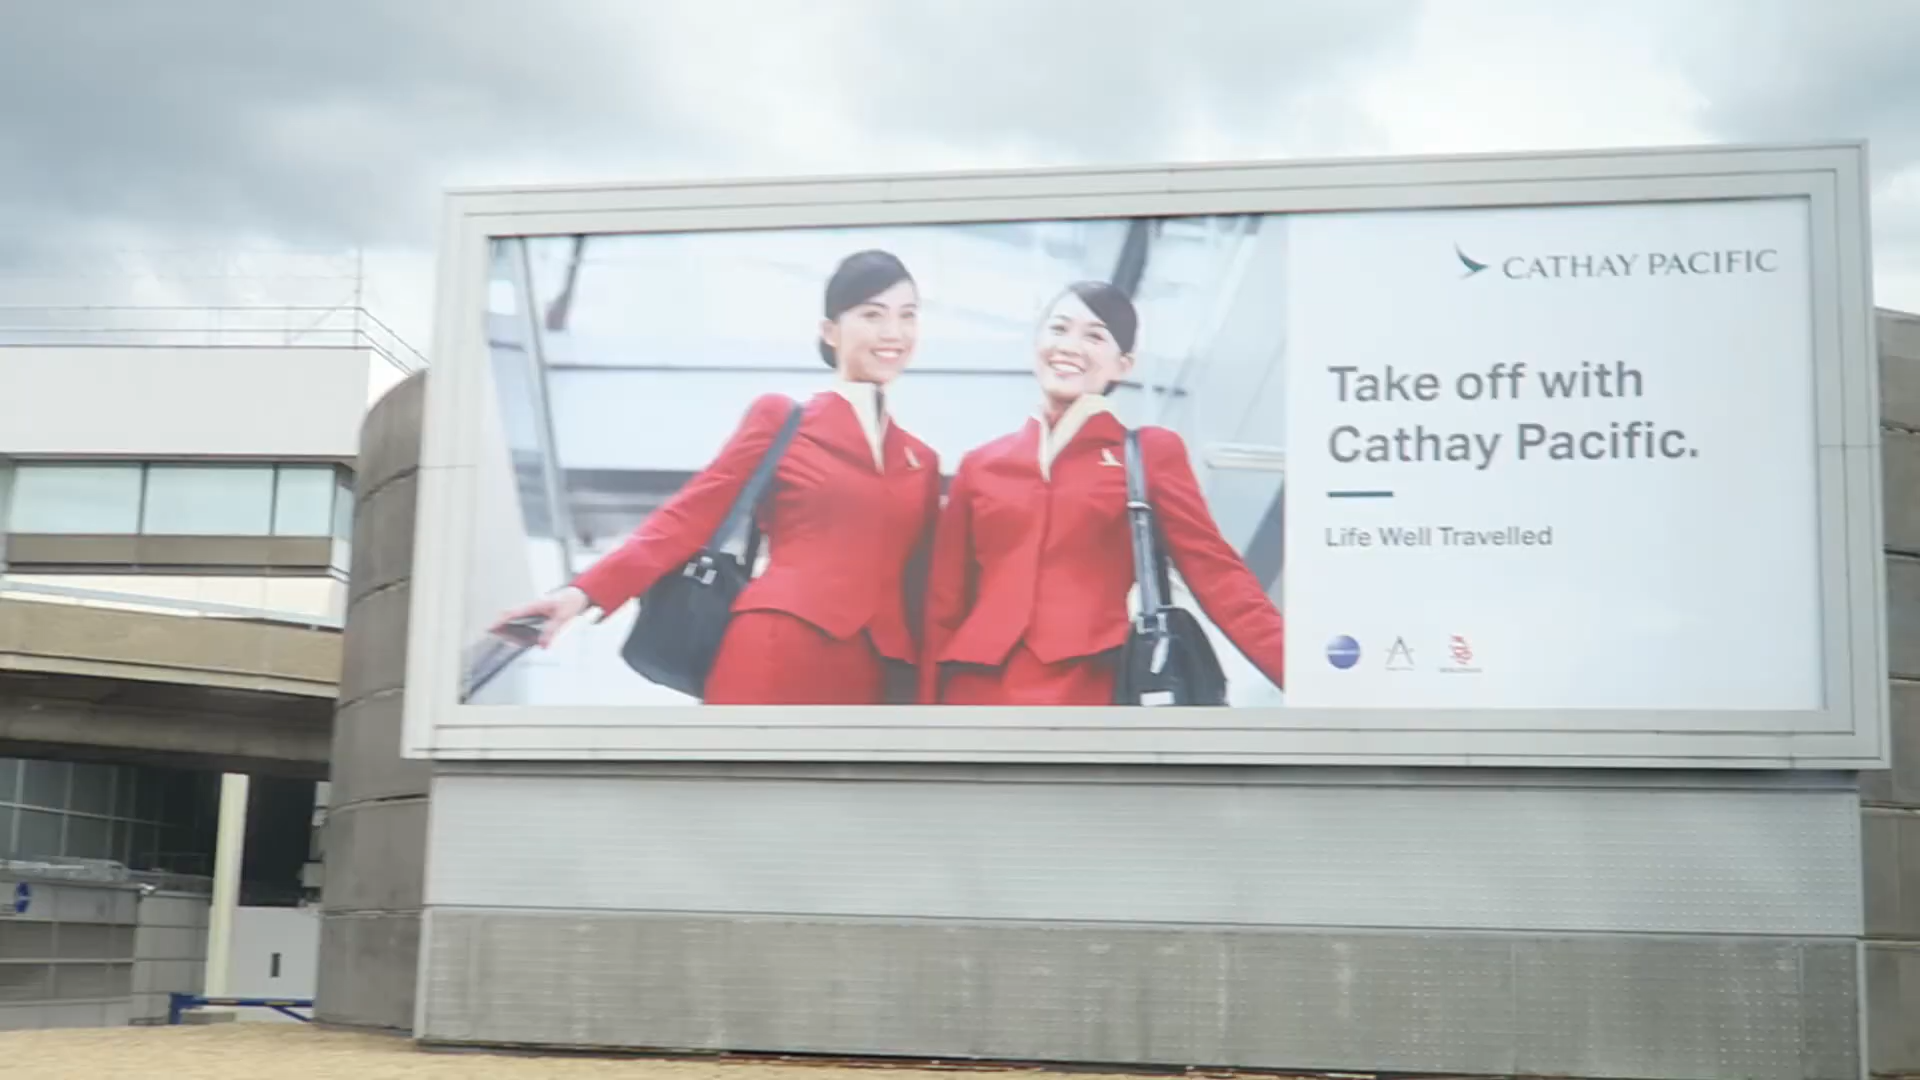 CATHAY PACIFIC
Take off with
Cathay Pacific.
Life Well Travelled